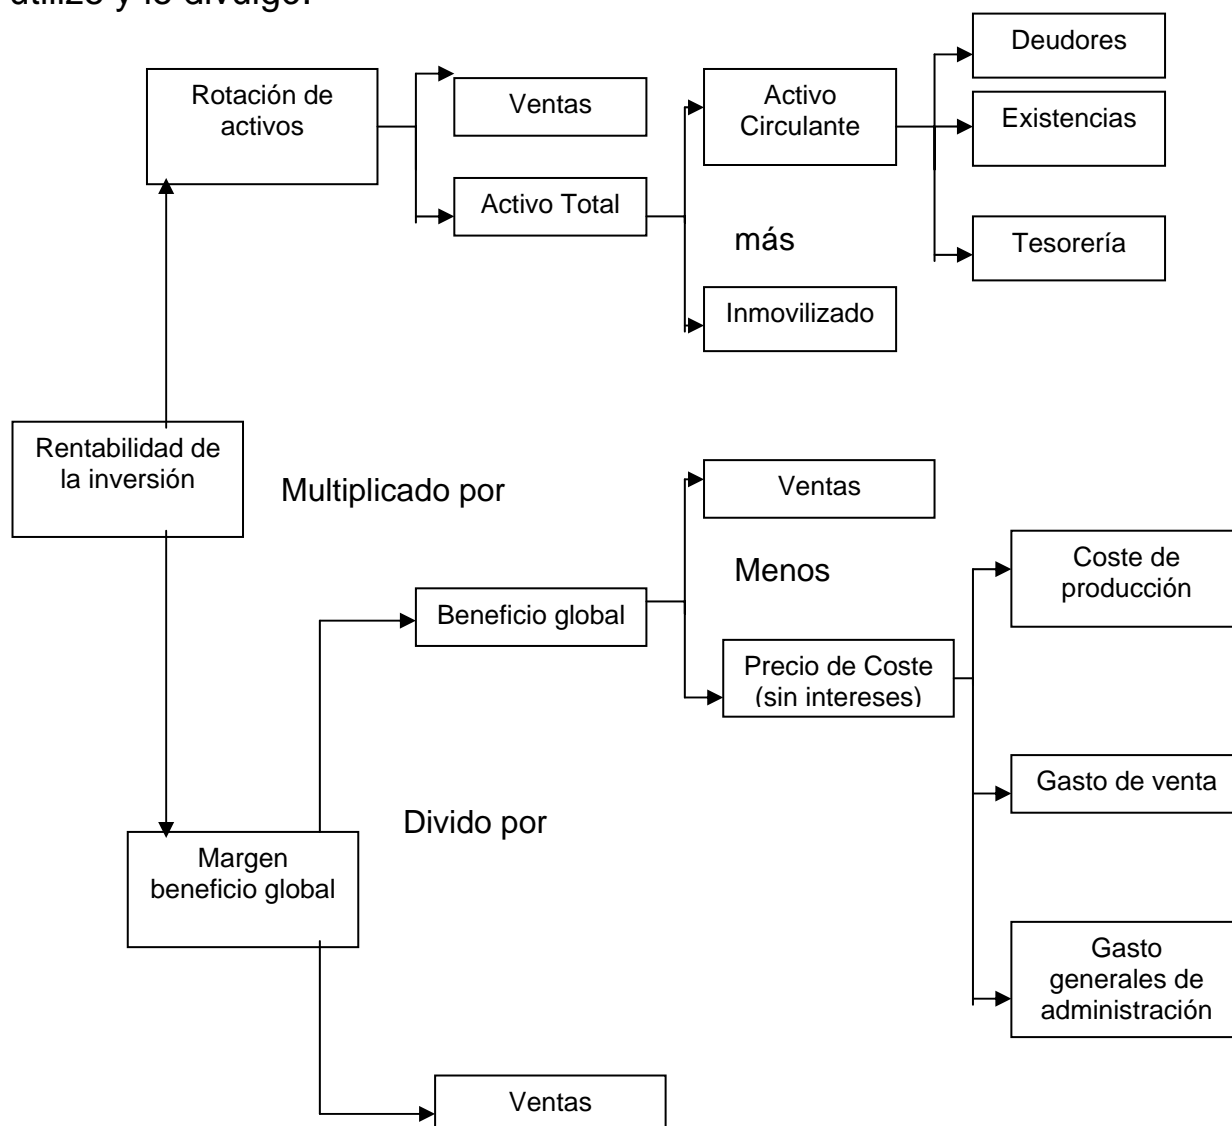 utilizó y lo divulgó.
Deudores
Rotación de
activos
Ventas
Activo
Circulante
Existencias
Activo Total
más
Tesorería
Inmovilizado
Rentabilidad de
la inversión
Multiplicado por
Ventas
Menos
Coste de
producción
Beneficio global
Precio de Coste
(sin intereses)
Gasto de venta
Divido por
Margen
beneficio global
Gasto
generales de
administración
Ventas